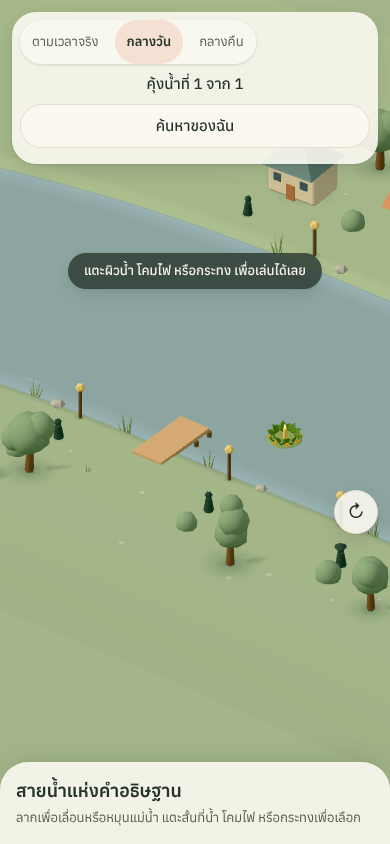 ตามเวลาจริง กลางวัน กลางคืน
คุ้งน้ำที่ 1 จาก 1
ค้นหาของฉัน
แตะผิวน้ำ โคมไฟ หรือกระทง เพื่อเล่นได้เลย
สายน้ำแห่งคำอธิษฐาน
ลากเพื่อเลื่อนหรือหมุนแม่น้ำ แตะสั้นที่น้ำ โคมไฟ หรือกระทงเพื่อเลือก